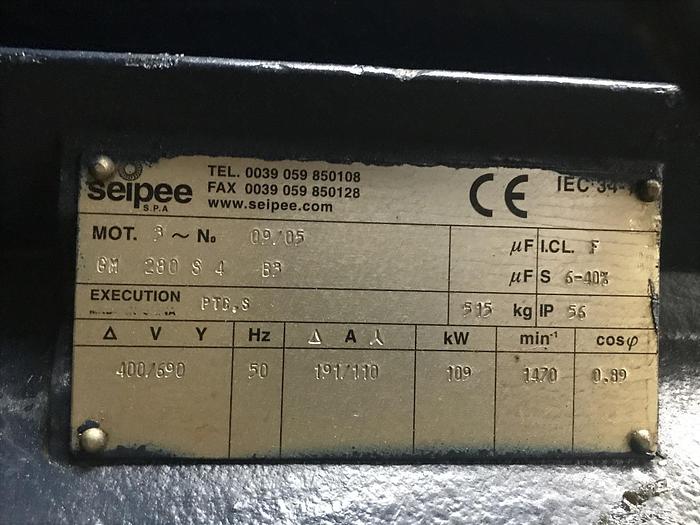 seipee
S.P.A
TEL. 0039 059 850108
FAX 0039 059 850128
www.seipee.com
CE
IEC 34-
MOT. 3 ~ No 09/05
μF I.CL. F
GM 280 S 4 B3
μF S 6-40%
EXECUTION PTC,S
515 kg IP 56
Δ V Y Hz Δ A 人 kW min⁻¹ cosφ
400/690 50 191/110 109 1470 0.89